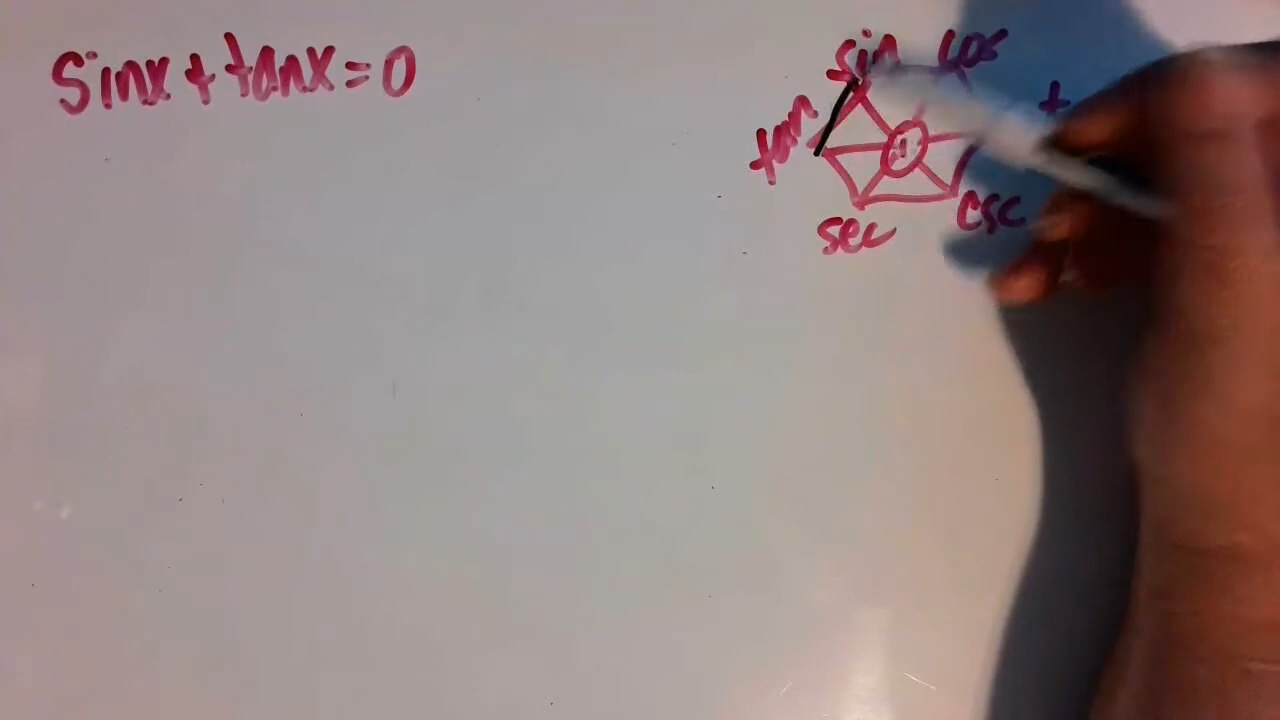 sinx + tanx = 0
sin cos
tan 1
sec csc